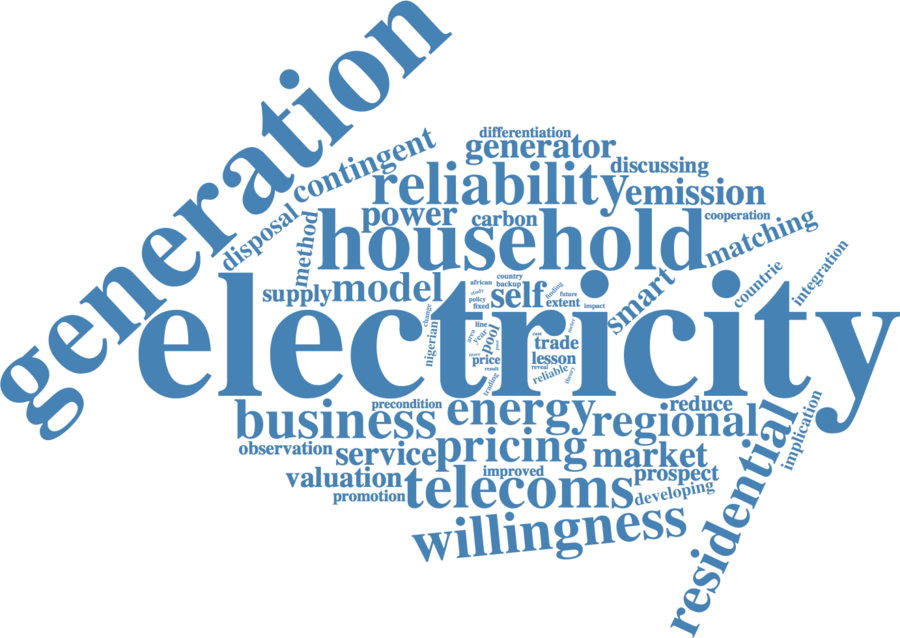 generation
differentiation
generator
contingent
discussing
reliability
emission
disposal
method
power
carbon
cooperation
household
matching
supply
model
african
country
backup
study
policy
fixed
self
finding
future
extent
impact
smart
countrie
integration
electricity
nigerian
change
line
year
pool
price
result
trading
trade
lesson
reveal
reliable
theory
precondition
business
energy
regional
reduce
residential
implication
observation
service
pricing
market
valuation
improved
prospect
promotion
telecoms
developing
willingness